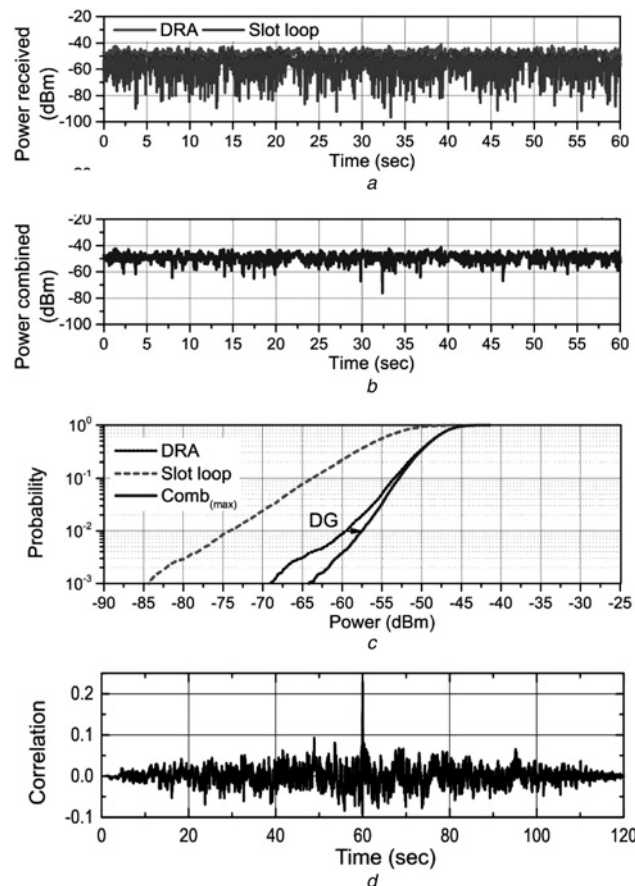 -20
-40
-60
-80
-100
Power received
(dBm)
DRA Slot loop
0 5 10 15 20 25 30 35 40 45 50 55 60
Time (sec)
a
-20
-40
-60
-80
-100
Power combined
(dBm)
0 5 10 15 20 25 30 35 40 45 50 55 60
Time (sec)
b
10⁰
10⁻¹
10⁻²
10⁻³
Probability
DRA
Slot loop
Comb(max)
DG
-90 -85 -80 -75 -70 -65 -60 -55 -50 -45 -40 -35 -30 -25
Power (dBm)
c
0.2
0.1
0.0
-0.1
Correlation
0 20 40 60 80 100 120
Time (sec)
d